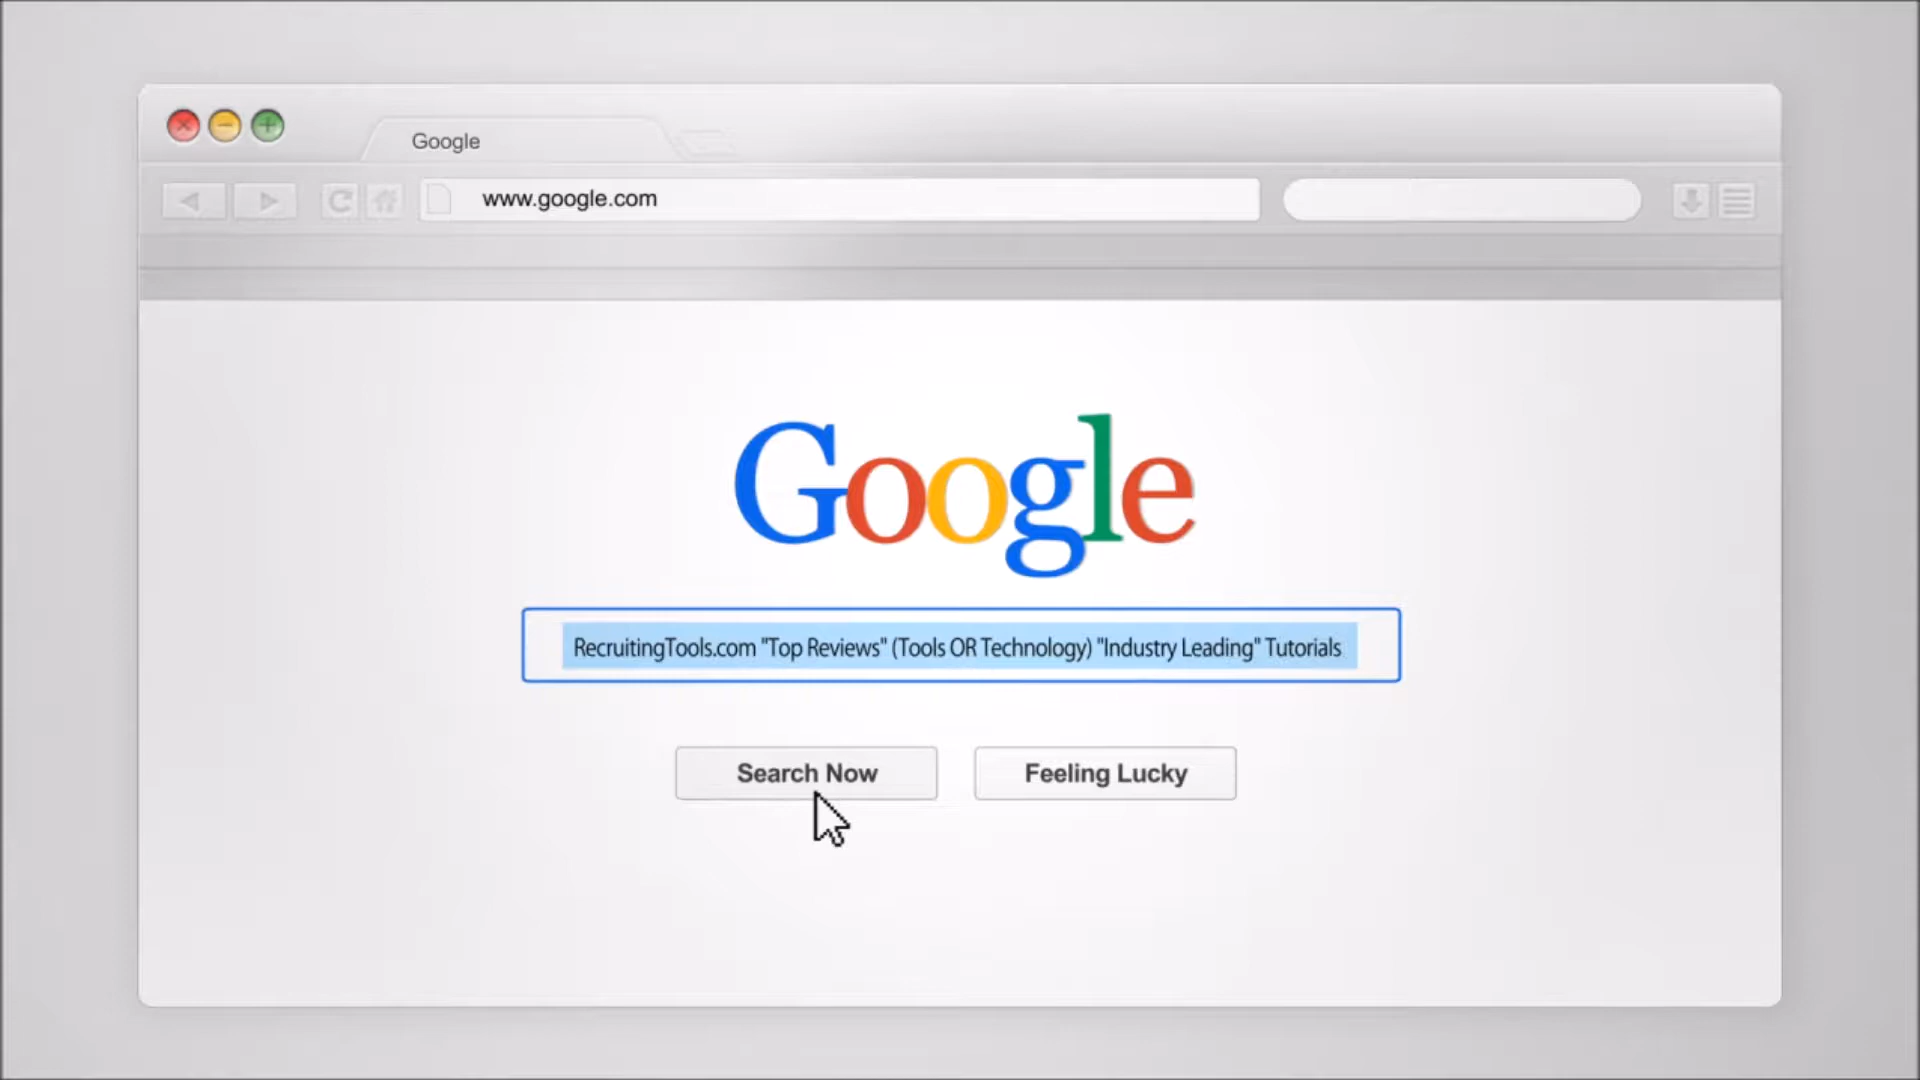 Google
www.google.com
Google
RecruitingTools.com "Top Reviews" (Tools OR Technology) "Industry Leading" Tutorials
Search Now
Feeling Lucky